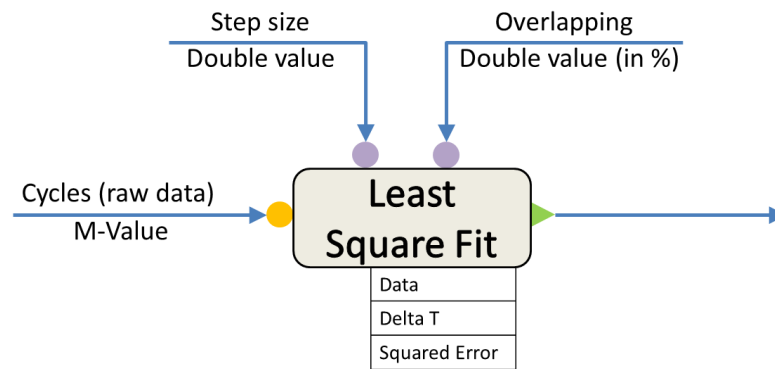 Step size
Double value
Overlapping
Double value (in %)
Cycles (raw data)
M-Value
Least
Square Fit
Data
Delta T
Squared Error